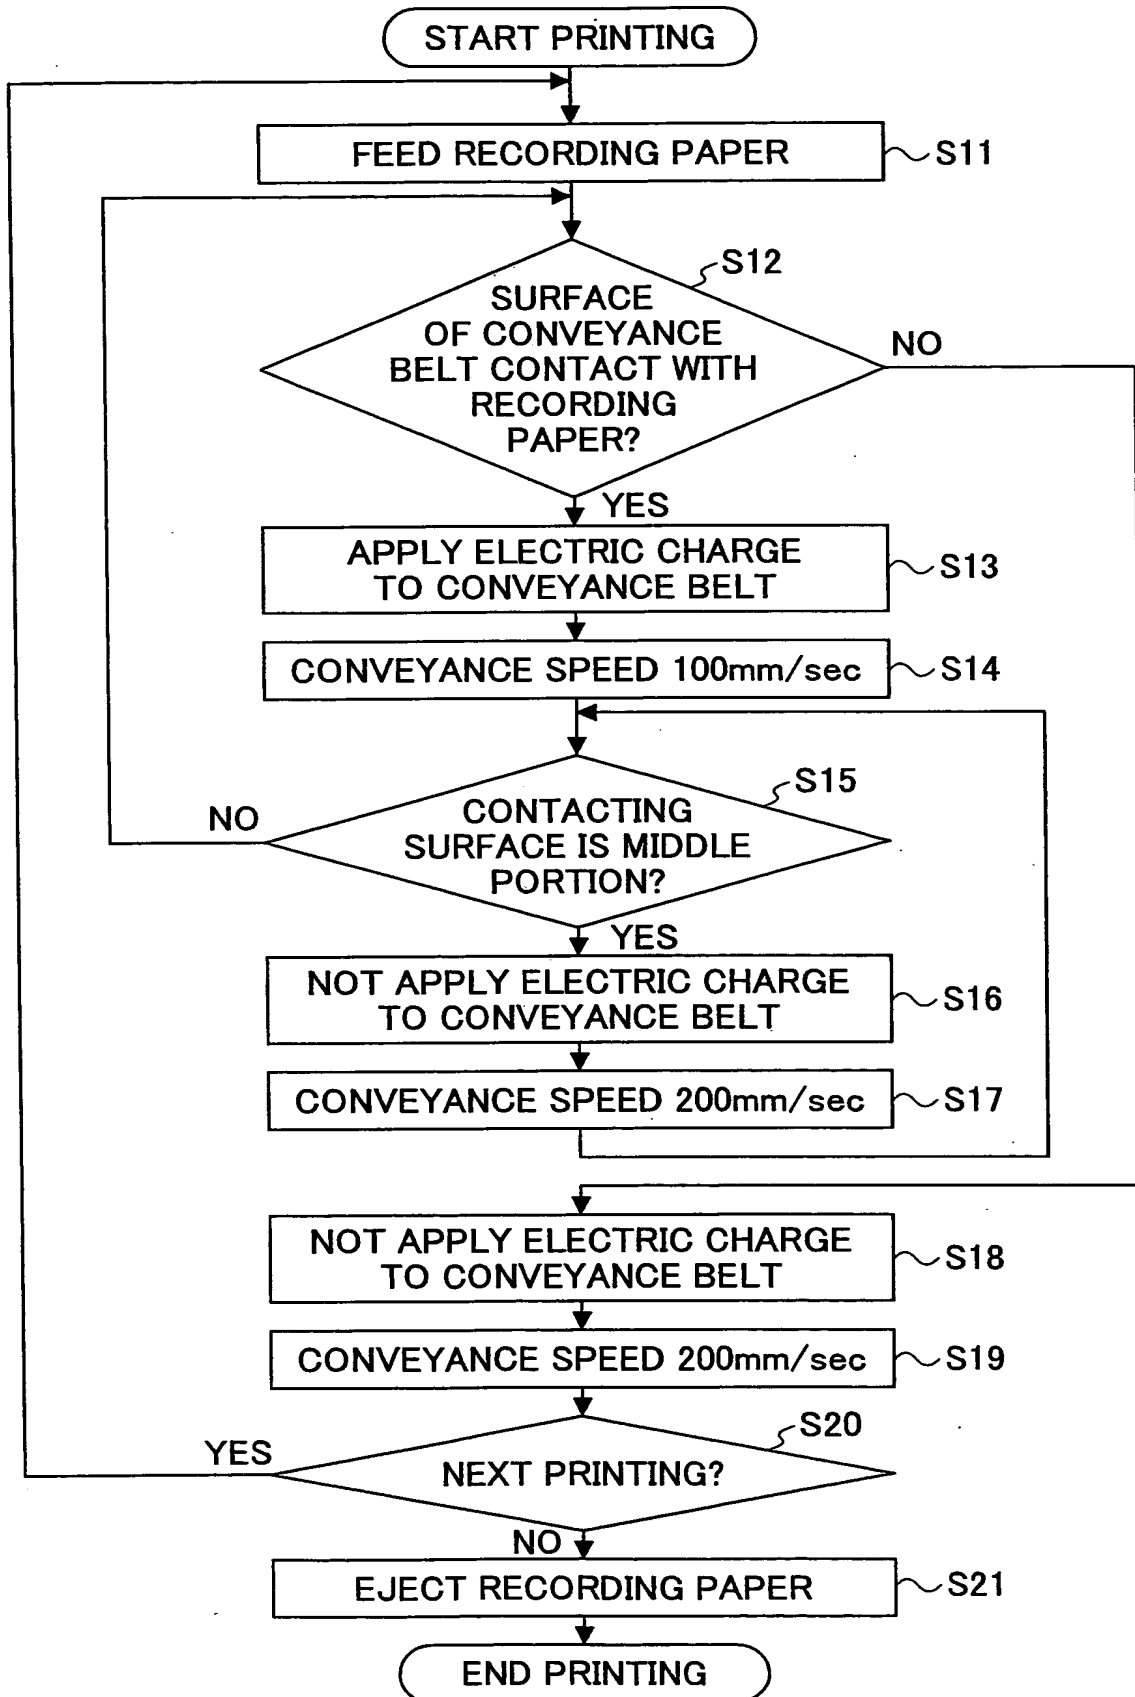 START PRINTING
FEED RECORDING PAPER
S11
S12
SURFACE
OF CONVEYANCE
BELT CONTACT WITH
RECORDING
PAPER?
NO
YES
APPLY ELECTRIC CHARGE
TO CONVEYANCE BELT
S13
CONVEYANCE SPEED 100mm/sec
S14
S15
CONTACTING
SURFACE IS MIDDLE
PORTION?
NO
YES
NOT APPLY ELECTRIC CHARGE
TO CONVEYANCE BELT
S16
CONVEYANCE SPEED 200mm/sec
S17
NOT APPLY ELECTRIC CHARGE
TO CONVEYANCE BELT
S18
CONVEYANCE SPEED 200mm/sec
S19
S20
YES
NEXT PRINTING?
NO
EJECT RECORDING PAPER
S21
END PRINTING